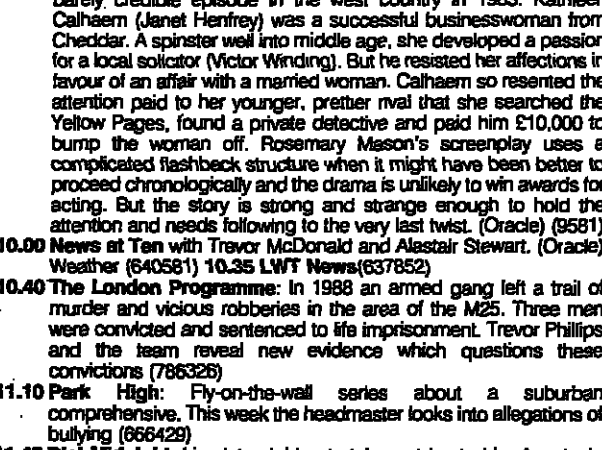 barely credible episode in the west country in 1983. Kathleen
Calhaem (Janet Henfrey) was a successful businesswoman from
Cheddar. A spinster well into middle age, she developed a passion
for a local solicitor (Victor Winding). But he resisted her affections in
favour of an affair with a married woman. Calhaem so resented the
attention paid to her younger, prettier rival that she searched the
Yellow Pages, found a private detective and paid him £10,000 to
bump the woman off. Rosemary Mason's screenplay uses a
complicated flashback structure when it might have been better to
proceed chronologically and the drama is unlikely to win awards for
acting. But the story is strong and strange enough to hold the
attention and needs following to the very last twist. (Oracle) (9581)
10.00 News at Ten with Trevor McDonald and Alastair Stewart. (Oracle)
Weather (640581) 10.35 LWT News(637852)
10.40 The London Programme: In 1988 an armed gang left a trail of
murder and vicious robberies in the area of the M25. Three men
were convicted and sentenced to life imprisonment. Trevor Phillips
and the team reveal new evidence which questions these
convictions (786326)
11.10 Park High: Fly-on-the-wall series about a suburban
comprehensive. This week the headmaster looks into allegations of
bullying (666429)